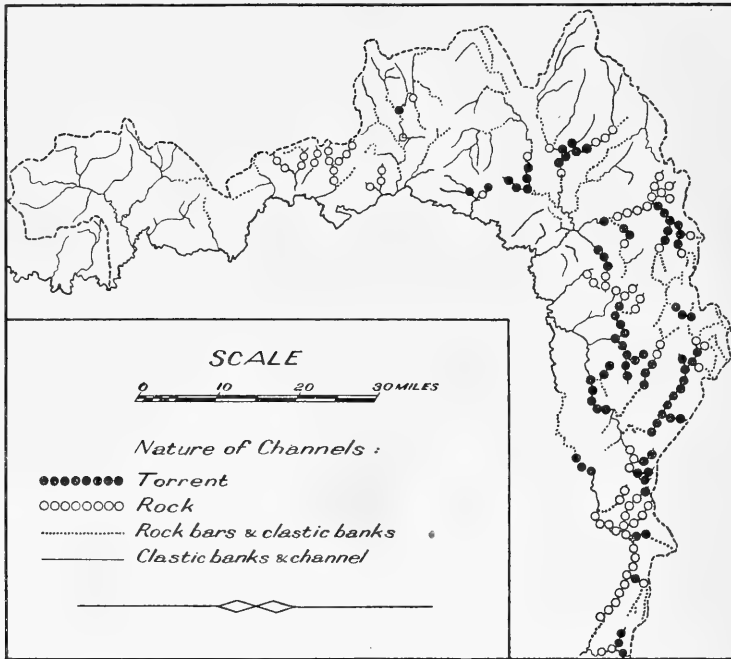 SCALE
0 10 20 30 MILES
Nature of Channels :
Torrent
Rock
Rock bars & clastic banks
Clastic banks & channel